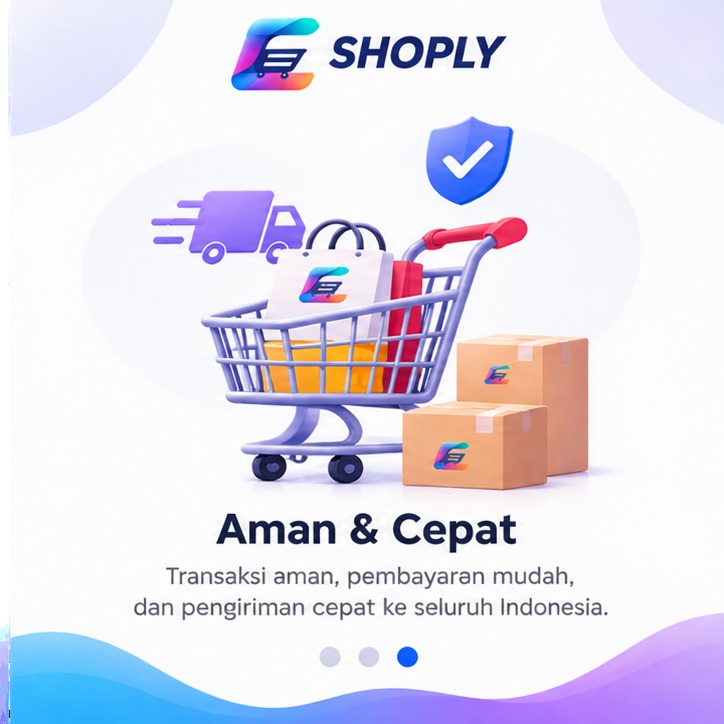 SHOPLY
Aman & Cepat
Transaksi aman, pembayaran mudah,
dan pengiriman cepat ke seluruh Indonesia.